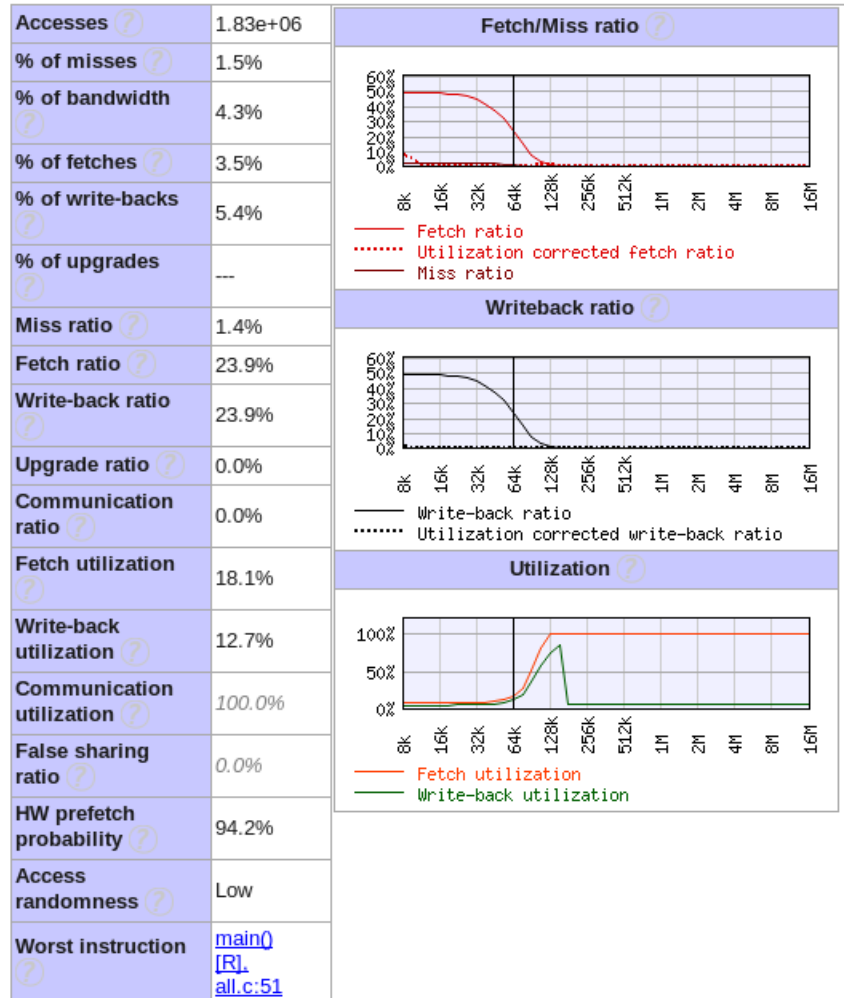 Accesses ?
1.83e+06
% of misses ?
1.5%
% of bandwidth
?
4.3%
% of fetches ?
3.5%
% of write-backs
?
5.4%
% of upgrades
?
---
Miss ratio ?
1.4%
Fetch ratio ?
23.9%
Write-back ratio
?
23.9%
Upgrade ratio ?
0.0%
Communication
ratio ?
0.0%
Fetch utilization
?
18.1%
Write-back
utilization ?
12.7%
Communication
utilization ?
100.0%
False sharing
ratio ?
0.0%
HW prefetch
probability ?
94.2%
Access
randomness ?
Low
Worst instruction
?
main()
[R],
all.c:51
Fetch/Miss ratio ?
60%
50%
40%
30%
20%
10%
0%
8k 16k 32k 64k 128k 256k 512k 1M 2M 4M 8M 16M
Fetch ratio
Utilization corrected fetch ratio
Miss ratio
Writeback ratio ?
60%
50%
40%
30%
20%
10%
0%
8k 16k 32k 64k 128k 256k 512k 1M 2M 4M 8M 16M
Write-back ratio
Utilization corrected write-back ratio
Utilization ?
100%
50%
0%
8k 16k 32k 64k 128k 256k 512k 1M 2M 4M 8M 16M
Fetch utilization
Write-back utilization